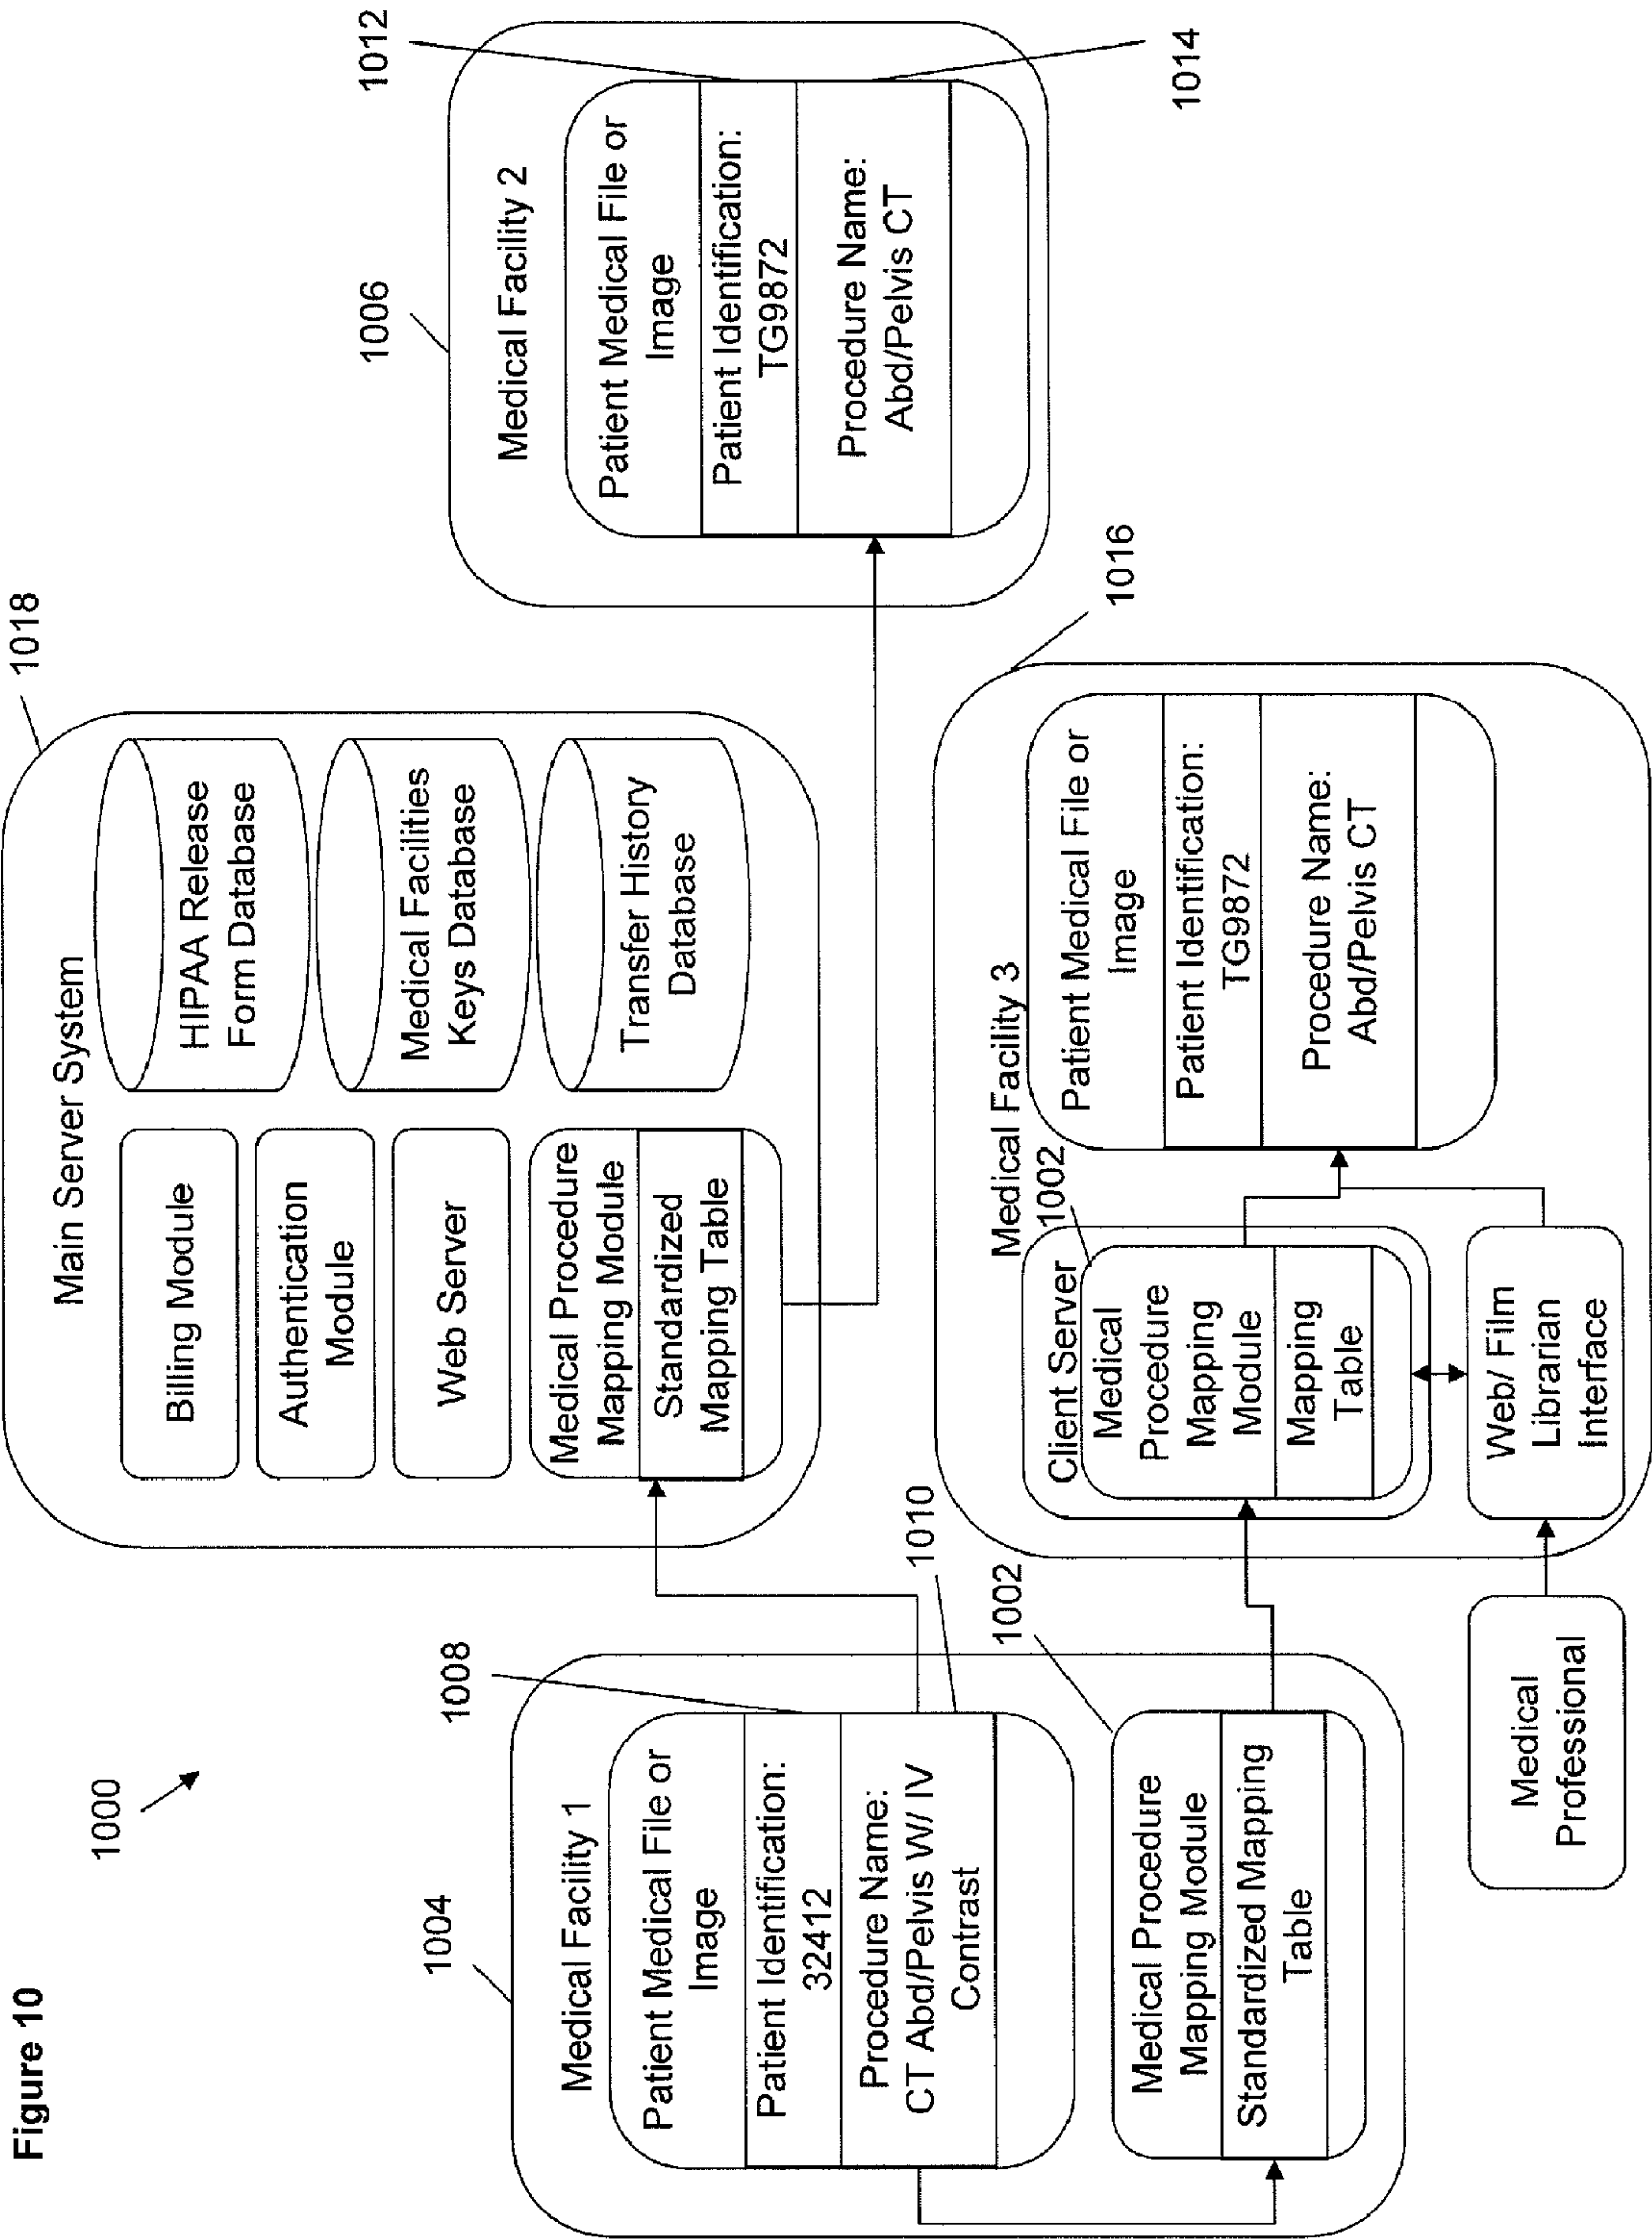 Figure 10
1000
1004
Medical Facility 1
Patient Medical File or
Image
Patient Identification:
32412
Procedure Name:
CT Abd/Pelvis W/ IV
Contrast
1008
1010
Medical Procedure
Mapping Module
Standardized Mapping
Table
1002
Main Server System
1018
Billing Module
Authentication
Module
Web Server
Medical Procedure
Mapping Module
Standardized
Mapping Table
HIPAA Release
Form Database
Medical Facilities
Keys Database
Transfer History
Database
1006
Medical Facility 2
Patient Medical File or
Image
Patient Identification:
TG9872
Procedure Name:
Abd/Pelvis CT
1012
1014
Medical Facility 3
1016
Client Server
1002
Medical
Procedure
Mapping
Module
Mapping
Table
Patient Medical File or
Image
Patient Identification:
TG9872
Procedure Name:
Abd/Pelvis CT
Web/ Film
Librarian
Interface
Medical
Professional